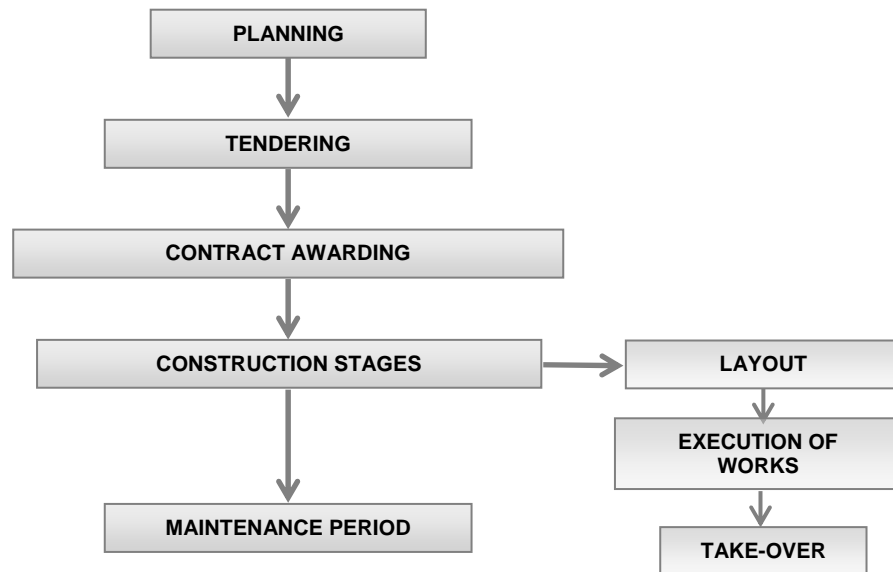 PLANNING
TENDERING
CONTRACT AWARDING
CONSTRUCTION STAGES
LAYOUT
EXECUTION OF
WORKS
MAINTENANCE PERIOD
TAKE-OVER